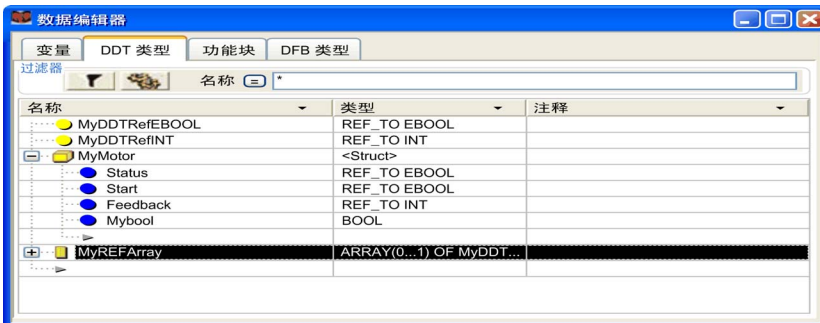 数据编辑器
变量 DDT 类型 功能块 DFB 类型
过滤器
名称 = *
名称 类型 注释
MyDDTRefEBOOL REF_TO EBOOL
MyDDTRefINT REF_TO INT
MyMotor <Struct>
Status REF_TO EBOOL
Start REF_TO EBOOL
Feedback REF_TO INT
Mybool BOOL
MyREFArray ARRAY(0...1) OF MyDDT...